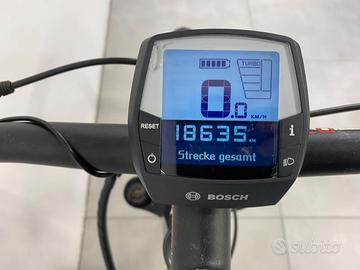 TURBO
0.0
KM/H
RESET
18635 KM
i
Strecke gesamt
BOSCH
subito